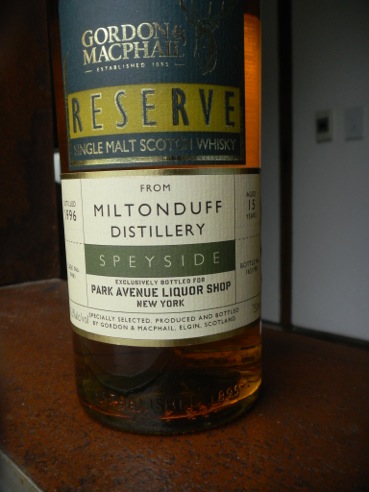 GORDON &
MACPHAIL
ESTABLISHED 1895
RESERVE
SINGLE MALT SCOTCH WHISKY
FROM
MILTONDUFF
DISTILLERY
1996
AGED
15
YEARS
SPEYSIDE
EXCLUSIVELY BOTTLED FOR
PARK AVENUE LIQUOR SHOP
NEW YORK
SPECIALLY SELECTED, PRODUCED AND BOTTLED
BY GORDON & MACPHAIL, ELGIN, SCOTLAND